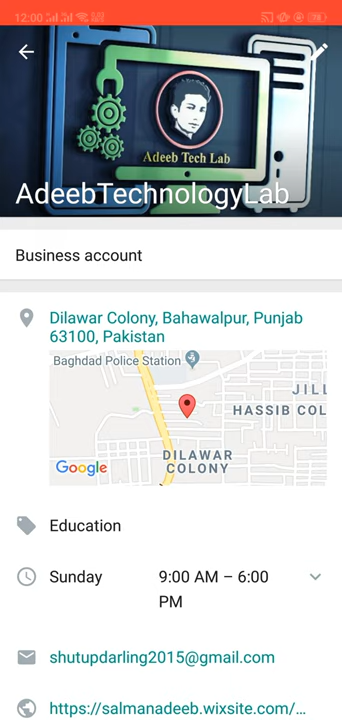 12:00
Adeeb Tech Lab
AdeebTechnologyLab
Business account
Dilawar Colony, Bahawalpur, Punjab
63100, Pakistan
Baghdad Police Station
JILL
HASSIB COL
DILAWAR
COLONY
Google
Education
Sunday
9:00 AM – 6:00
PM
shutupdarling2015@gmail.com
https://salmanadeeb.wixsite.com/...